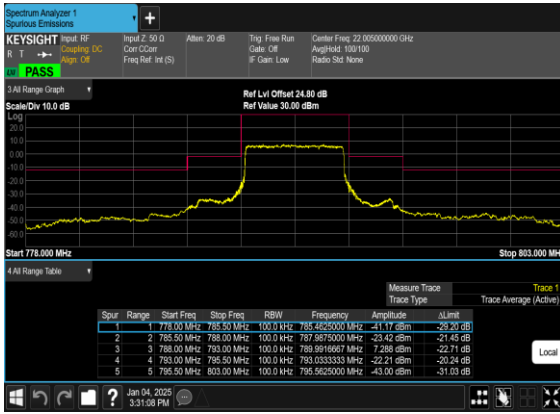 Spectrum Analyzer 1
Spurious Emissions
+
KEYSIGHT Input: RF Input Z: 50 Ω Atten: 20 dB Trig: Free Run Center Freq: 22.005000000 GHz
R T Coupling: DC Corr CCorr Gate: Off Avg|Hold: 100/100
Align: Off Freq Ref: Int (S) IF Gain: Low Radio Std: None
PASS
3 All Range Graph
Ref Lvl Offset 24.80 dB
Scale/Div 10.0 dB Ref Value 30.00 dBm
Log
20.0
10.0
0.00
-10.0
-20.0
-30.0
-40.0
-50.0
-60.0
Start 778.000 MHz Stop 803.000 MH
4 All Range Table
Measure Trace Trace 1
Trace Type Trace Average (Active)
Spur Range Start Freq Stop Freq RBW Frequency Amplitude ΔLimit
1 1 778.00 MHz 785.50 MHz 100.0 kHz 785.4625000 MHz -41.17 dBm -29.20 dB
2 2 785.50 MHz 788.00 MHz 100.0 kHz 787.9875000 MHz -23.42 dBm -21.45 dB
3 3 788.00 MHz 793.00 MHz 100.0 kHz 789.9916667 MHz 7.288 dBm -22.71 dB
4 4 793.00 MHz 795.50 MHz 100.0 kHz 793.0333333 MHz -22.21 dBm -20.24 dB
5 5 795.50 MHz 803.00 MHz 100.0 kHz 795.5625000 MHz -43.00 dBm -31.03 dB
Local
?
Jan 04, 2025
3:31:08 PM